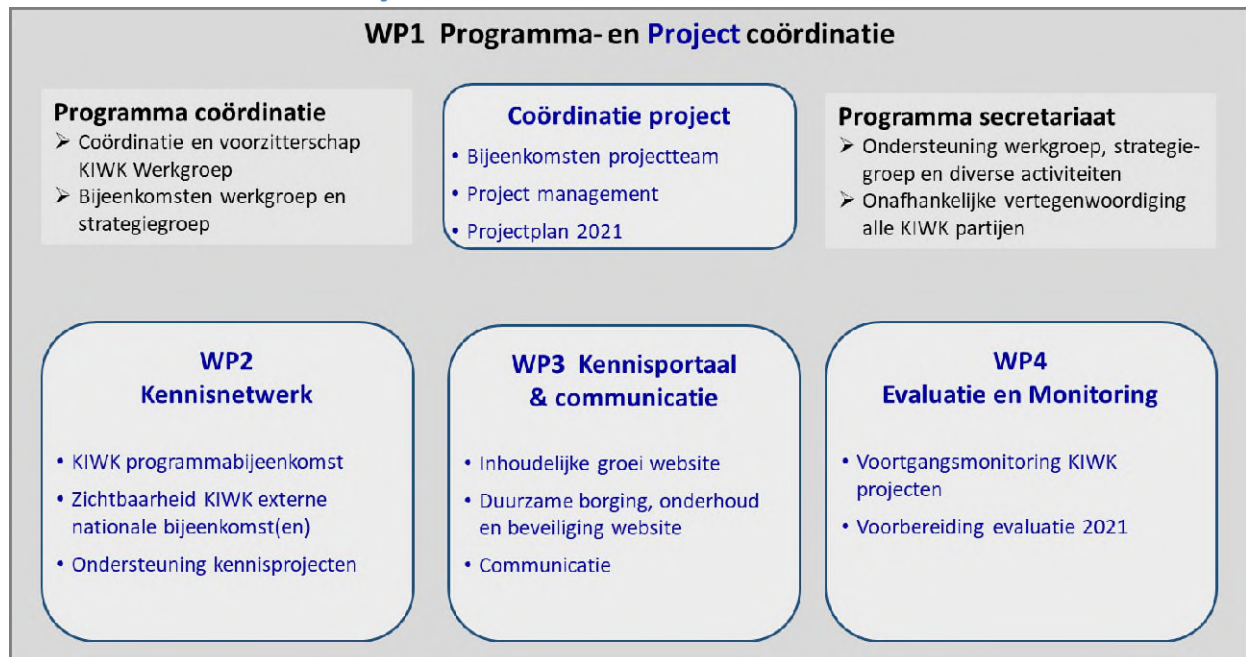 WP1 Programma- en Project coördinatie
Programma coördinatie
➢ Coördinatie en voorzitterschap
KIWK Werkgroep
➢ Bijeenkomsten werkgroep en
strategiegroep
Coördinatie project
• Bijeenkomsten projectteam
• Project management
• Projectplan 2021
Programma secretariaat
➢ Ondersteuning werkgroep, strategie-
groep en diverse activiteiten
➢ Onafhankelijke vertegenwoordiging
alle KIWK partijen
WP2
Kennisnetwerk
• KIWK programmabijeenkomst
• Zichtbaarheid KIWK externe
nationale bijeenkomst(en)
• Ondersteuning kennisprojecten
WP3 Kennisportaal
& communicatie
• Inhoudelijke groei website
• Duurzame borging, onderhoud
en beveiliging website
• Communicatie
WP4
Evaluatie en Monitoring
• Voortgangsmonitoring KIWK
projecten
• Voorbereiding evaluatie 2021